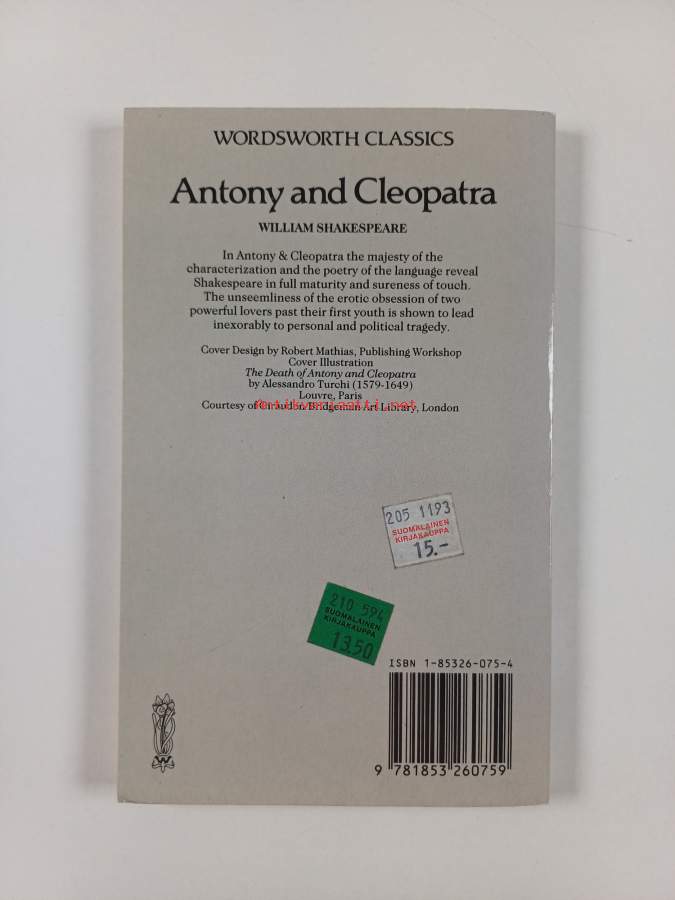 WORDSWORTH CLASSICS
Antony and Cleopatra
WILLIAM SHAKESPEARE
In Antony & Cleopatra the majesty of the
characterization and the poetry of the language reveal
Shakespeare in full maturity and sureness of touch.
The unseemliness of the erotic obsession of two
powerful lovers past their first youth is shown to lead
inexorably to personal and political tragedy.
Cover Design by Robert Mathias, Publishing Workshop
Cover Illustration
The Death of Antony and Cleopatra
by Alessandro Turchi (1579-1649)
Louvre, Paris
Courtesy of Giraudon/Bridgeman Art Library, London
Antikvariaatti.net
205 1193
SUOMALAINEN
KIRJAKAUPPA
15.-
210 594
SUOMALAINEN
KIRJAKAUPPA
13.50
ISBN 1-85326-075-4
W
9 781853 260759